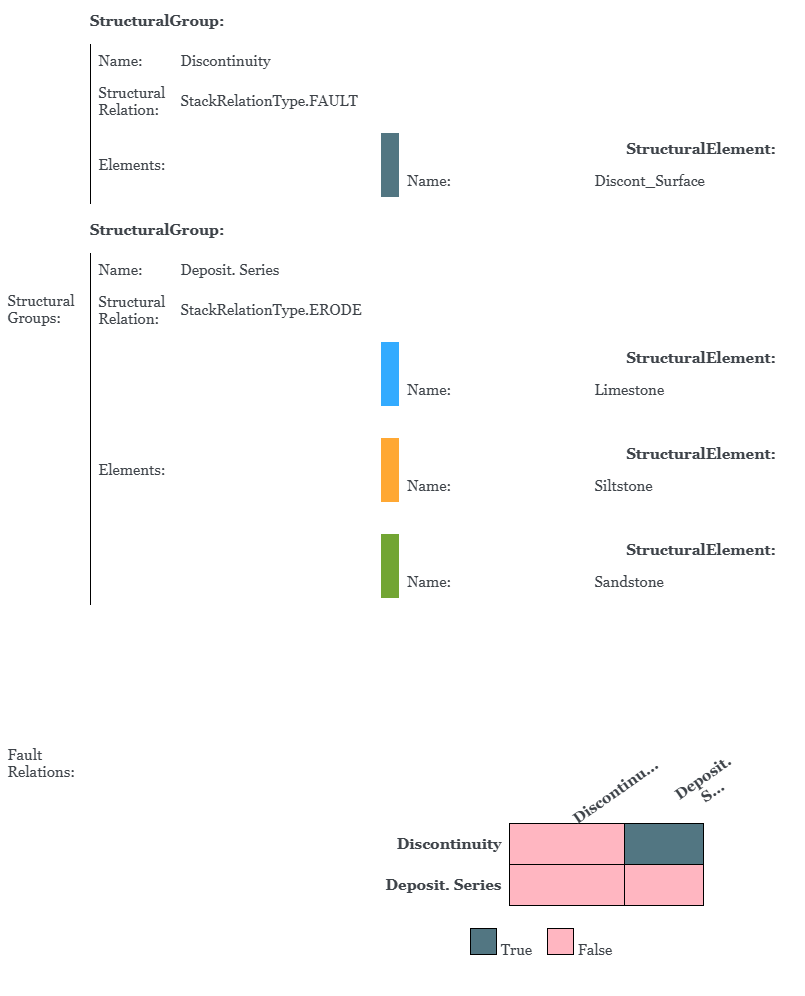 StructuralGroup:
Name: Discontinuity
Structural
Relation: StackRelationType.FAULT
Elements:
StructuralElement:
Name: Discont_Surface
StructuralGroup:
Name: Deposit. Series
Structural
Groups:
Structural
Relation: StackRelationType.ERODE
StructuralElement:
Name: Limestone
Elements:
StructuralElement:
Name: Siltstone
StructuralElement:
Name: Sandstone
Fault
Relations:
Discontinu...
Deposit.
S...
Discontinuity
Deposit. Series
True False